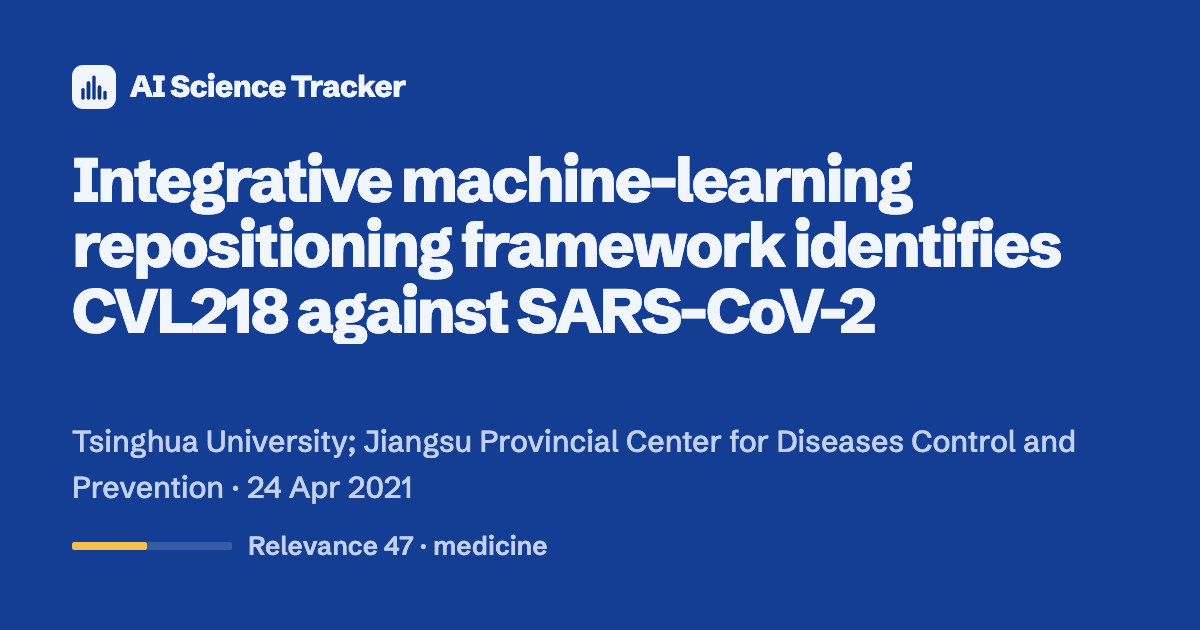 AI Science Tracker
Integrative machine-learning
repositioning framework identifies
CVL218 against SARS-CoV-2
Tsinghua University; Jiangsu Provincial Center for Diseases Control and
Prevention · 24 Apr 2021
Relevance 47 · medicine